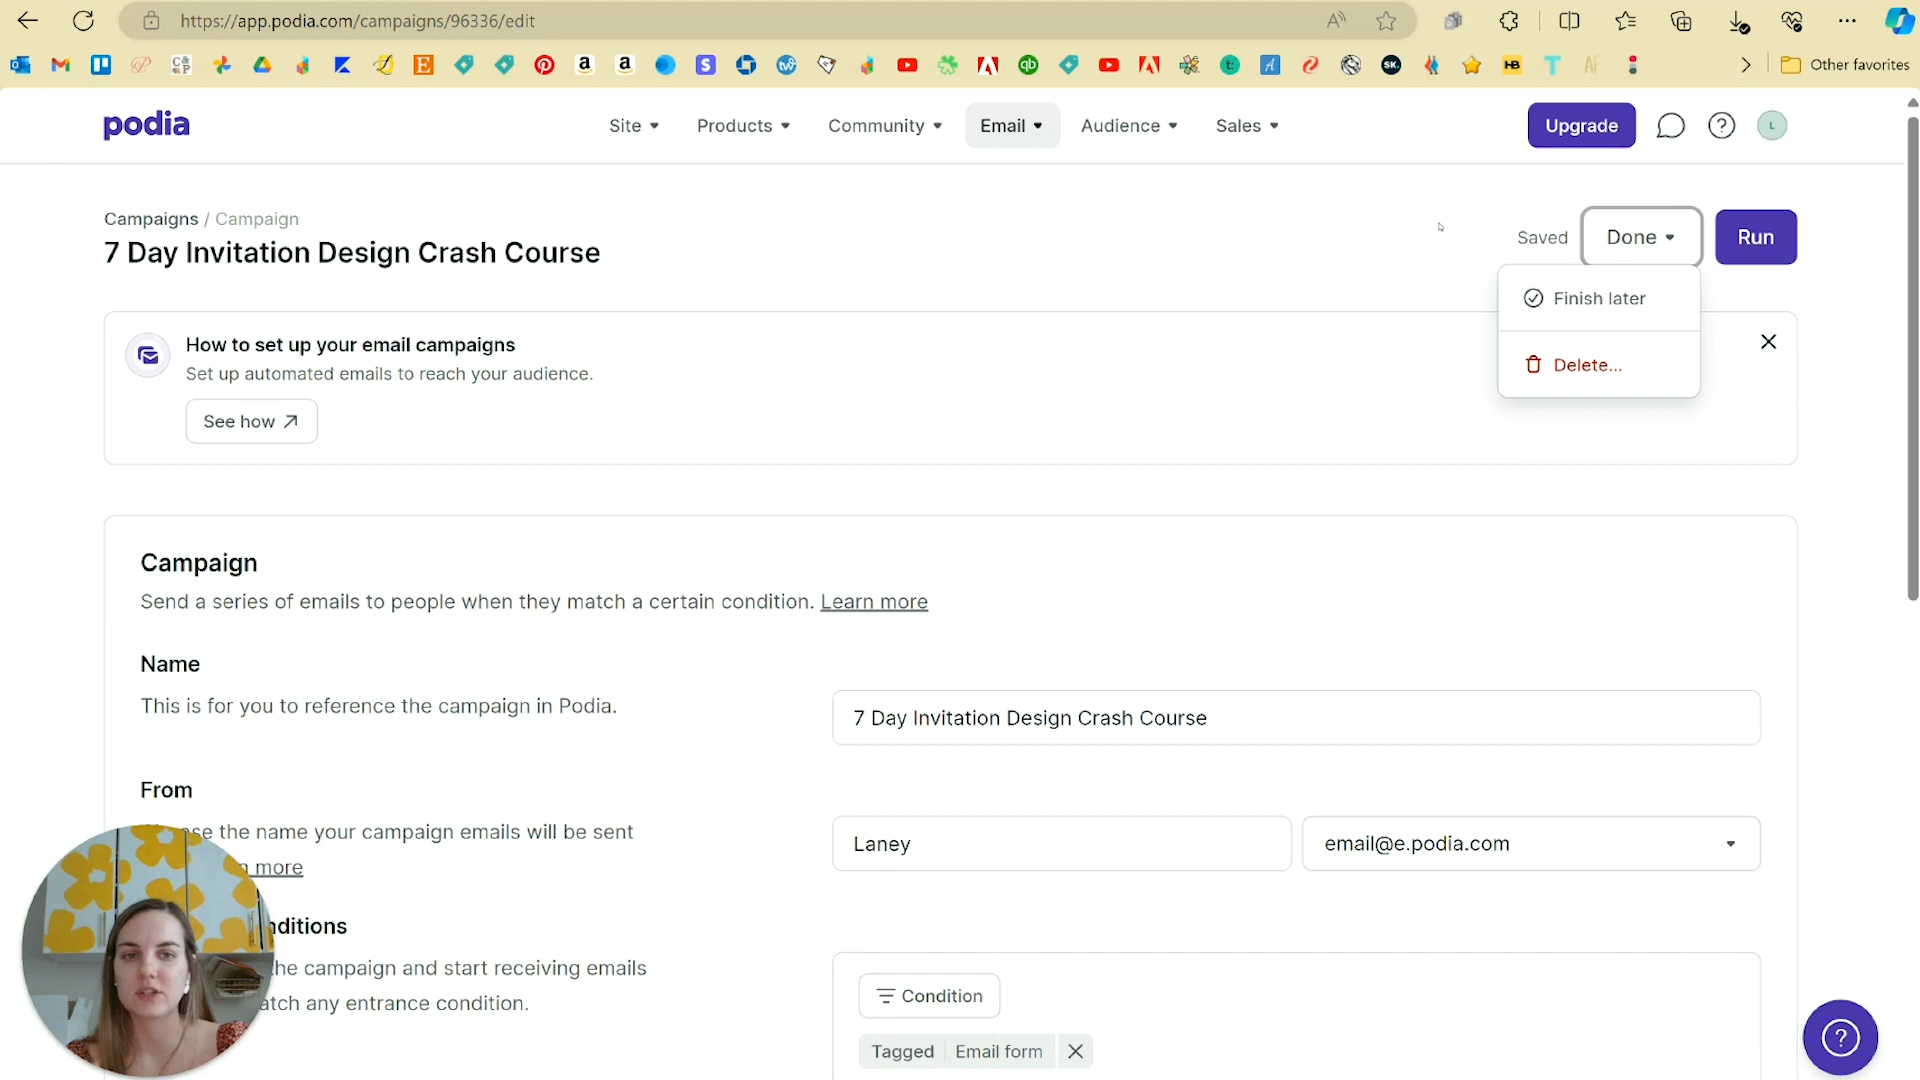 https://app.podia.com/campaigns/96336/edit
Other favorites
podia
Site
Products
Community
Email
Audience
Sales
Upgrade
L
Campaigns / Campaign
7 Day Invitation Design Crash Course
Saved
Done
Run
Finish later
Delete...
How to set up your email campaigns
Set up automated emails to reach your audience.
See how
Campaign
Send a series of emails to people when they match a certain condition. Learn more
Name
This is for you to reference the campaign in Podia.
7 Day Invitation Design Crash Course
From
the name your campaign emails will be sent
more
Laney
email@e.podia.com
the campaign and start receiving emails
any entrance condition.
Condition
Tagged Email form